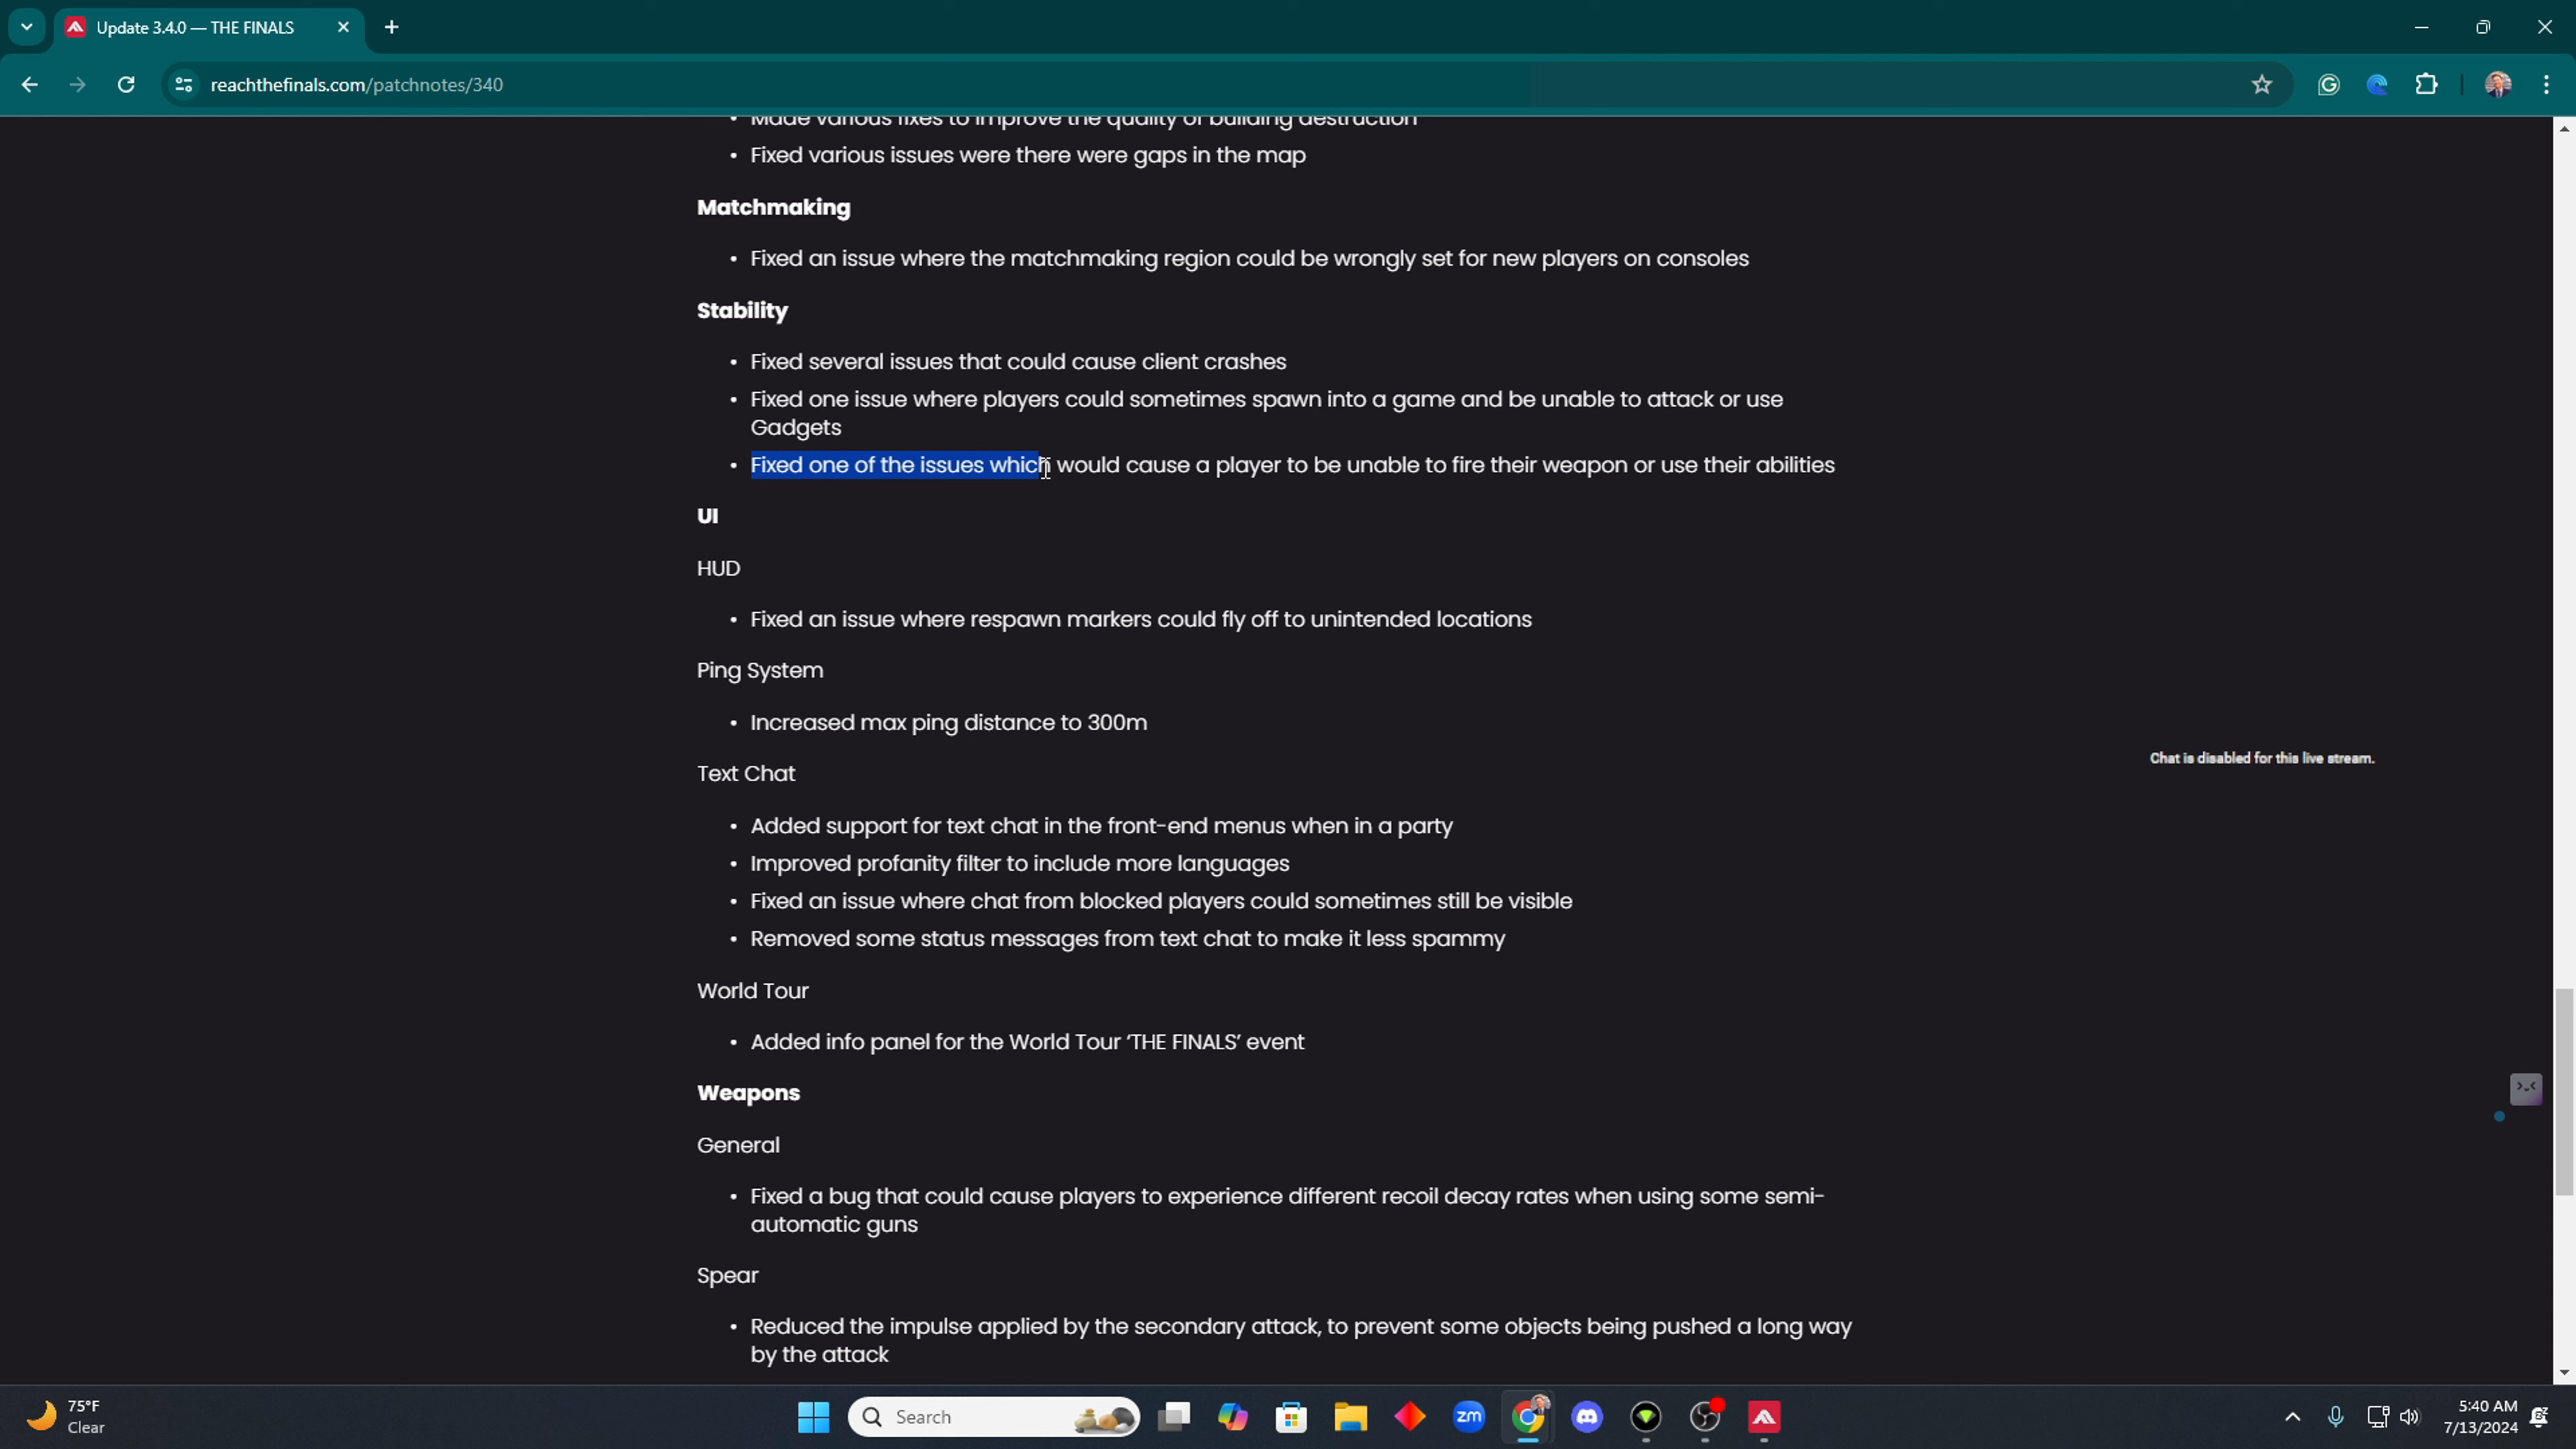 Update 3.4.0 — THE FINALS
reachthefinals.com/patchnotes/340
• Made various fixes to improve the quality of building destruction
• Fixed various issues were there were gaps in the map
Matchmaking
• Fixed an issue where the matchmaking region could be wrongly set for new players on consoles
Stability
• Fixed several issues that could cause client crashes
• Fixed one issue where players could sometimes spawn into a game and be unable to attack or use
Gadgets
• Fixed one of the issues which would cause a player to be unable to fire their weapon or use their abilities
UI
HUD
• Fixed an issue where respawn markers could fly off to unintended locations
Ping System
• Increased max ping distance to 300m
Chat is disabled for this live stream.
Text Chat
• Added support for text chat in the front-end menus when in a party
• Improved profanity filter to include more languages
• Fixed an issue where chat from blocked players could sometimes still be visible
• Removed some status messages from text chat to make it less spammy
World Tour
• Added info panel for the World Tour ‘THE FINALS’ event
Weapons
General
• Fixed a bug that could cause players to experience different recoil decay rates when using some semi-
automatic guns
Spear
• Reduced the impulse applied by the secondary attack, to prevent some objects being pushed a long way
by the attack
75°F
Clear
Search
zm
5:40 AM
7/13/2024